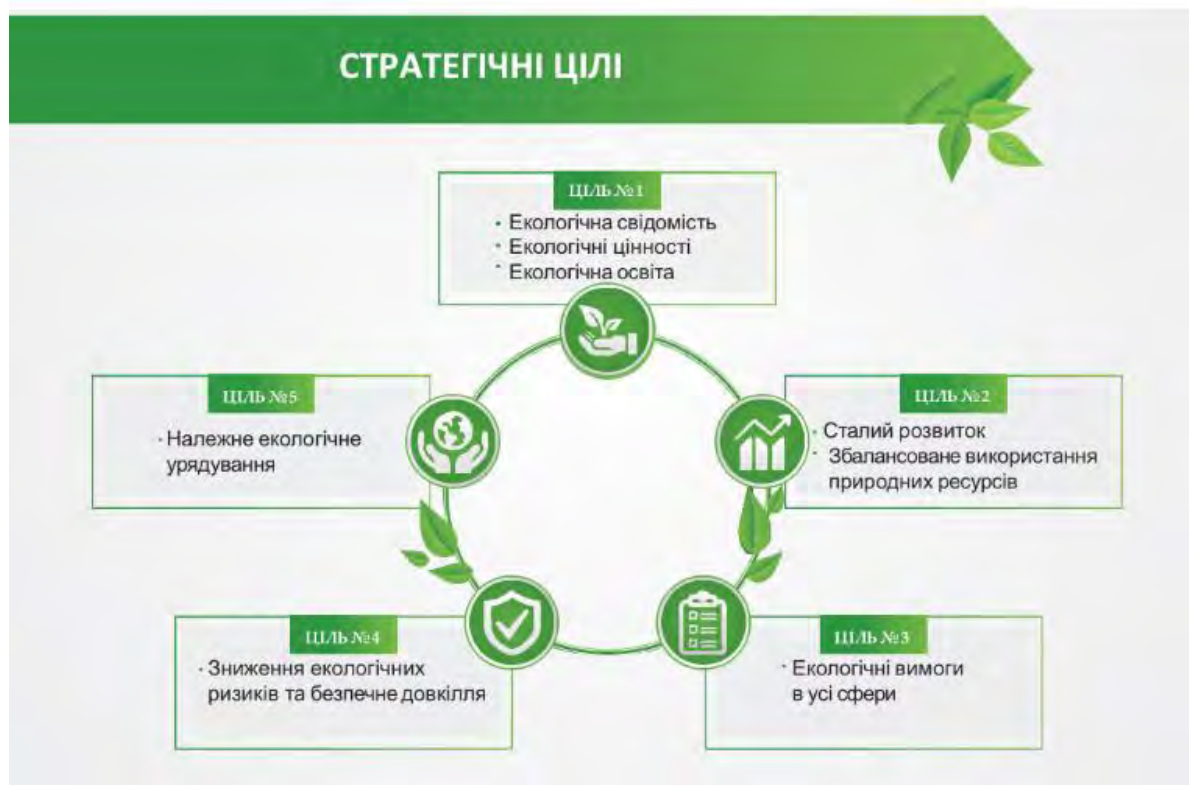 СТРАТЕГІЧНІ ЦІЛІ
ЦІЛЬ №1
• Екологічна свідомість
• Екологічні цінності
• Екологічна освіта
ЦІЛЬ №5
· Належне екологічне
урядування
ЦІЛЬ №2
• Сталий розвиток
• Збалансоване використання
природних ресурсів
ЦІЛЬ №4
· Зниження екологічних
ризиків та безпечне довкілля
ЦІЛЬ №3
• Екологічні вимоги
в усі сфери